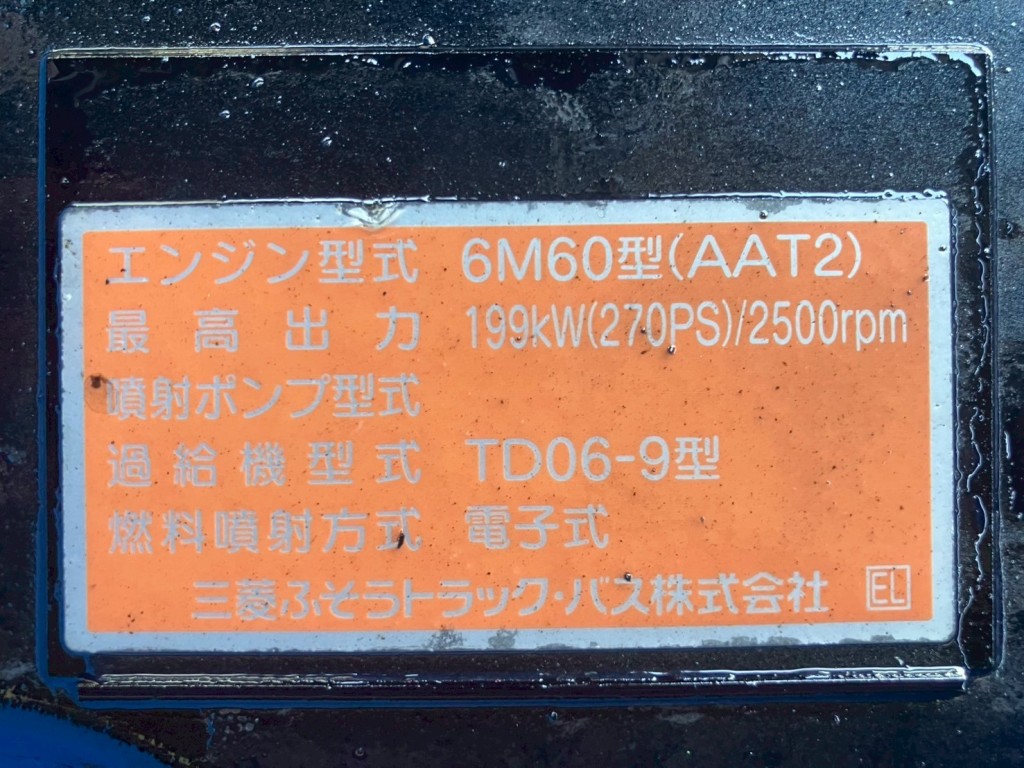 エンジン型式 6M60型(AAT2)
最高出力 199kW(270PS)/2500rpm
噴射ポンプ型式
過給機型式 TD06-9型
燃料噴射方式 電子式
三菱ふそうトラック・バス株式会社 EL